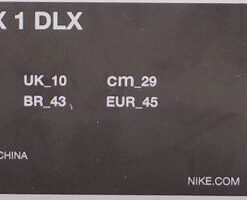 X 1 DLX
UK_10 cm_29
BR_43 EUR_45
CHINA
NIKE.COM